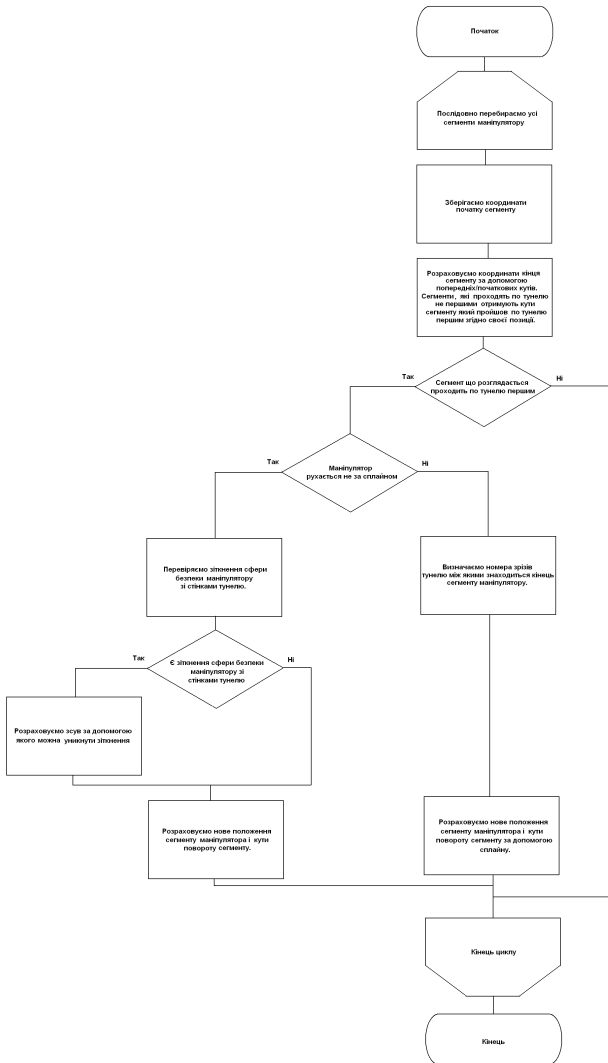 Початок
Послідовно перебираємо усі
сегменти маніпулятору
Зберігаємо координати
початку сегменту
Розраховуємо координати кінця
сегменту за допомогою
попередніх/початкових кутів.
Сегменти, які проходять по тунелю
не першими отримують кути
сегменту який пройшов по тунелю
першим згідно своєї позиції.
Так
Сегмент що розглядається
проходить по тунелю першим
Ні
Так
Маніпулятор
рухається не за сплайном
Ні
Перевіряємо зіткнення сфери
безпеки маніпулятору
зі стінками тунелю.
Визначаємо номера зрізів
тунелю між якими знаходиться кінець
сегменту маніпулятору.
Так
Є зіткнення сфери безпеки
маніпулятору зі
стінками тунелю
Ні
Розраховуємо зсув за допомогою
якого можна уникнути зіткнення
Розраховуємо нове положення
сегменту маніпулятора і кути
повороту сегменту.
Розраховуємо нове положення
сегменту маніпулятора і кути
повороту сегменту за допомогою
сплайну.
Кінець циклу
Кінець